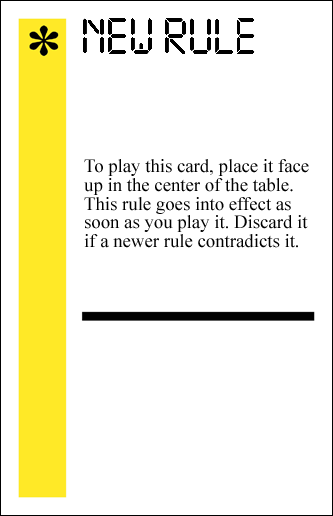 * NEW RULE
To play this card, place it face
up in the center of the table.
This rule goes into effect as
soon as you play it. Discard it
if a newer rule contradicts it.